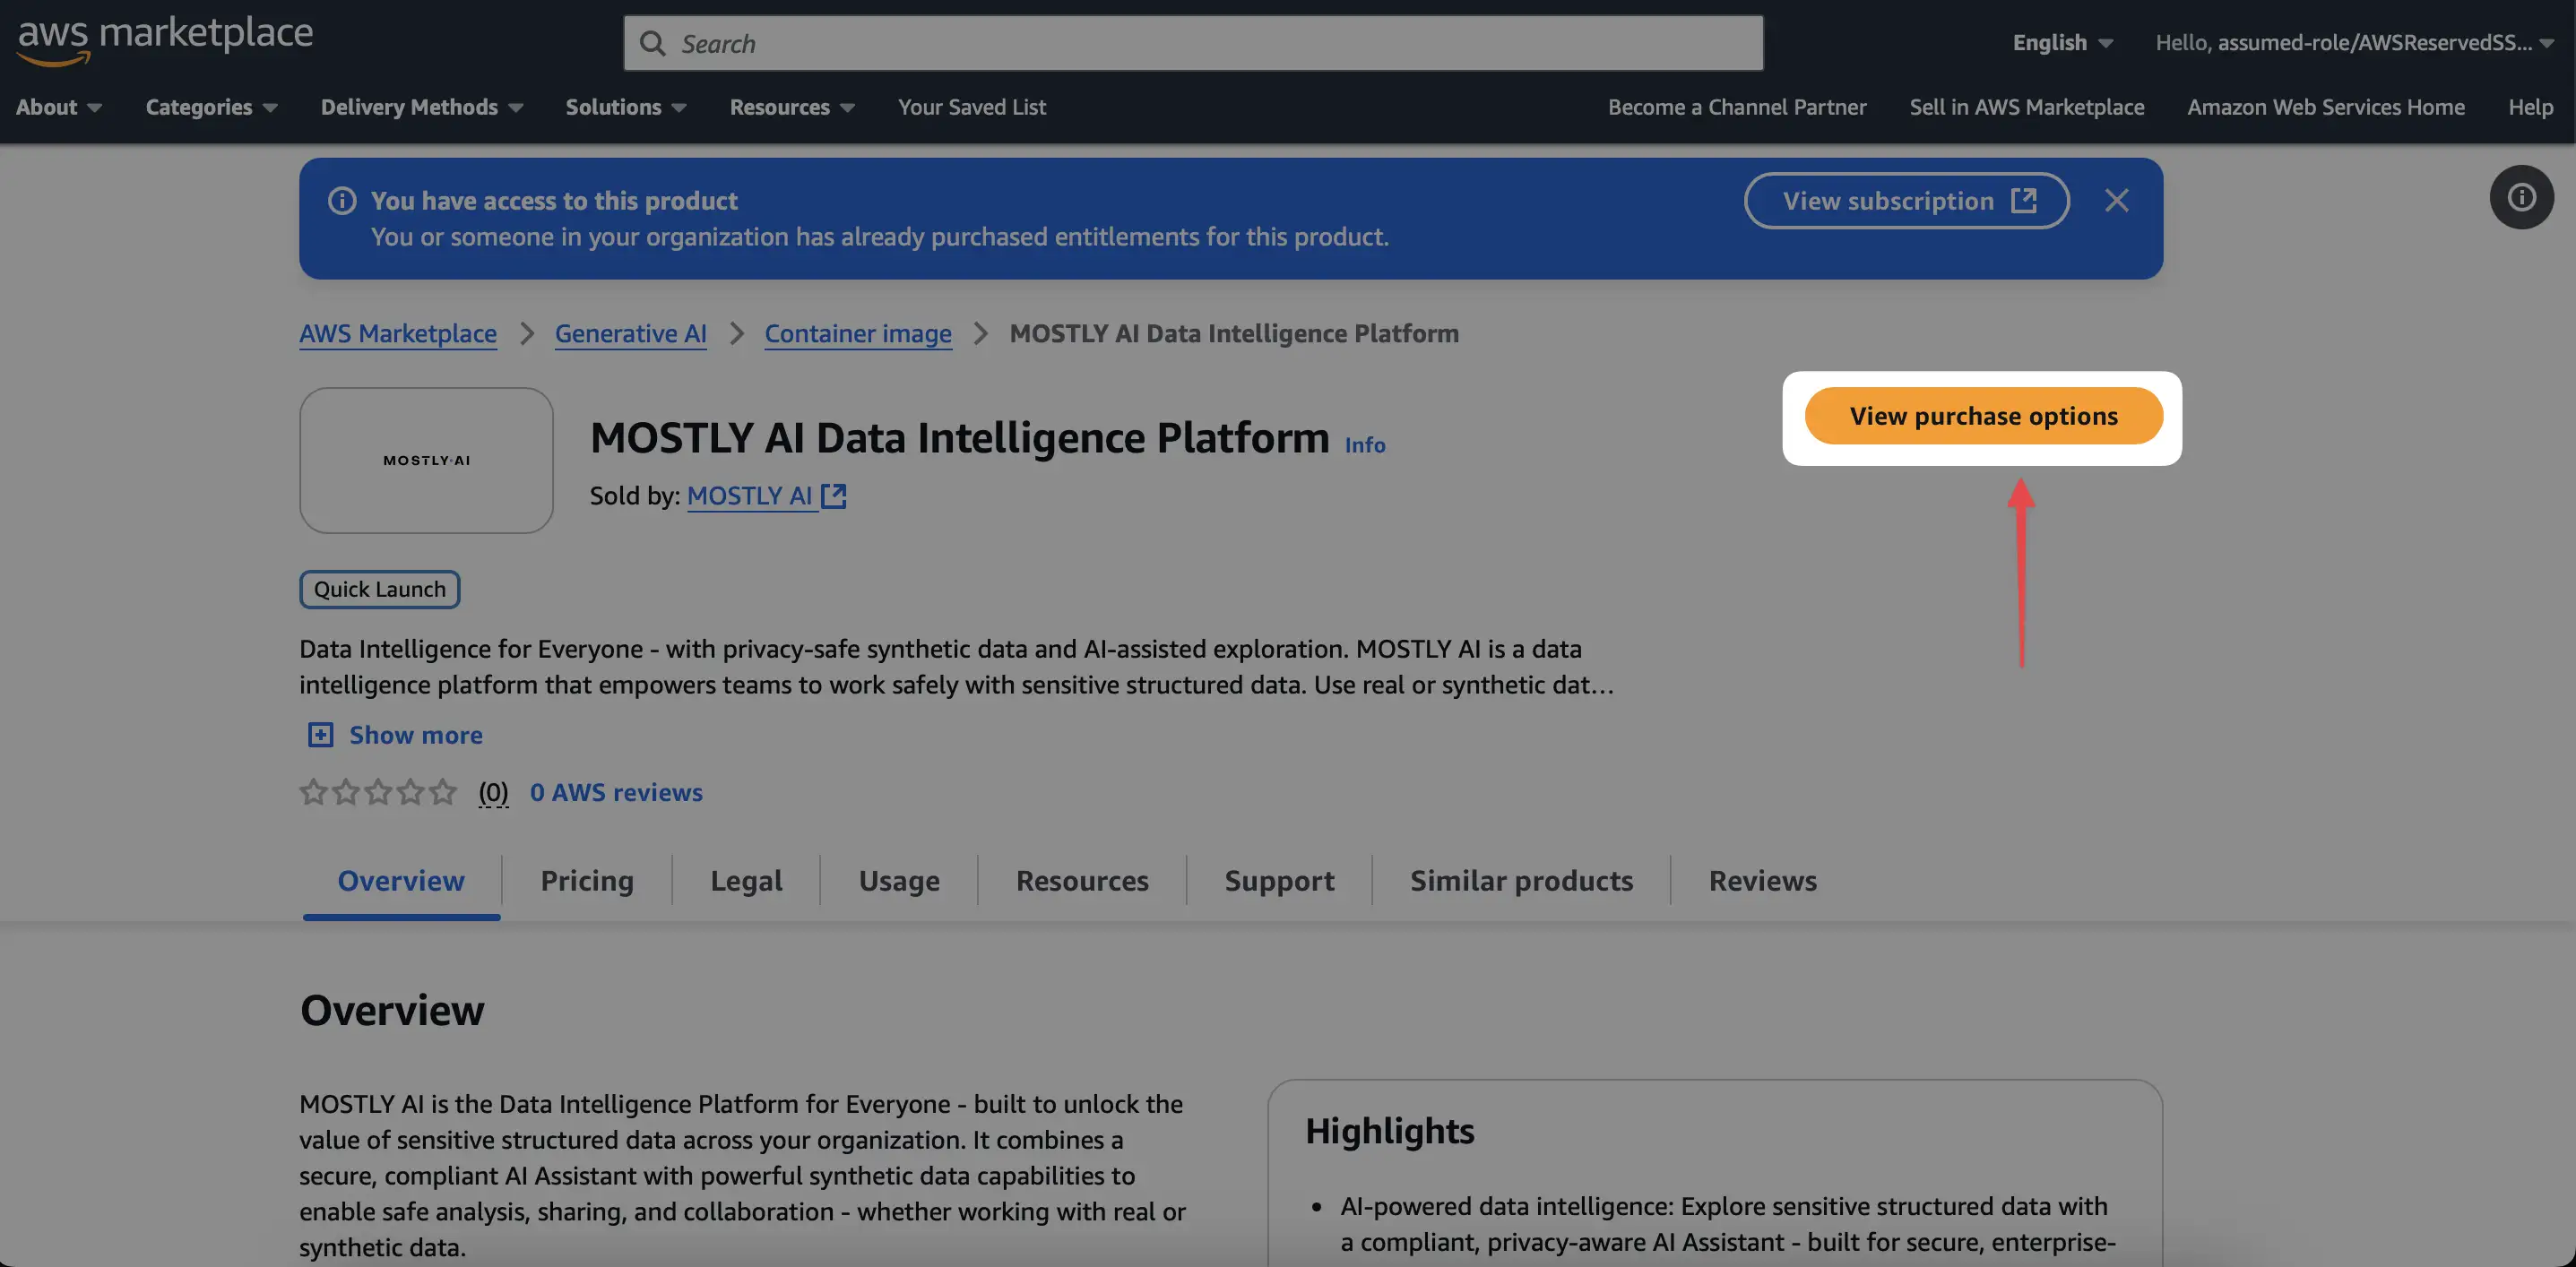 aws marketplace
Search
English
Hello, assumed-role/AWSReservedSS...
About
Categories
Delivery Methods
Solutions
Resources
Your Saved List
Become a Channel Partner
Sell in AWS Marketplace
Amazon Web Services Home
Help
You have access to this product
You or someone in your organization has already purchased entitlements for this product.
View subscription
AWS Marketplace
Generative AI
Container image
MOSTLY AI Data Intelligence Platform
MOSTLY·AI
MOSTLY AI Data Intelligence Platform Info
Sold by: MOSTLY AI
View purchase options
Quick Launch
Data Intelligence for Everyone - with privacy-safe synthetic data and AI-assisted exploration. MOSTLY AI is a data
intelligence platform that empowers teams to work safely with sensitive structured data. Use real or synthetic dat...
Show more
(0) 0 AWS reviews
Overview
Pricing
Legal
Usage
Resources
Support
Similar products
Reviews
Overview
MOSTLY AI is the Data Intelligence Platform for Everyone - built to unlock the
value of sensitive structured data across your organization. It combines a
secure, compliant AI Assistant with powerful synthetic data capabilities to
enable safe analysis, sharing, and collaboration - whether working with real or
synthetic data.
Highlights
• AI-powered data intelligence: Explore sensitive structured data with
a compliant, privacy-aware AI Assistant - built for secure, enterprise-